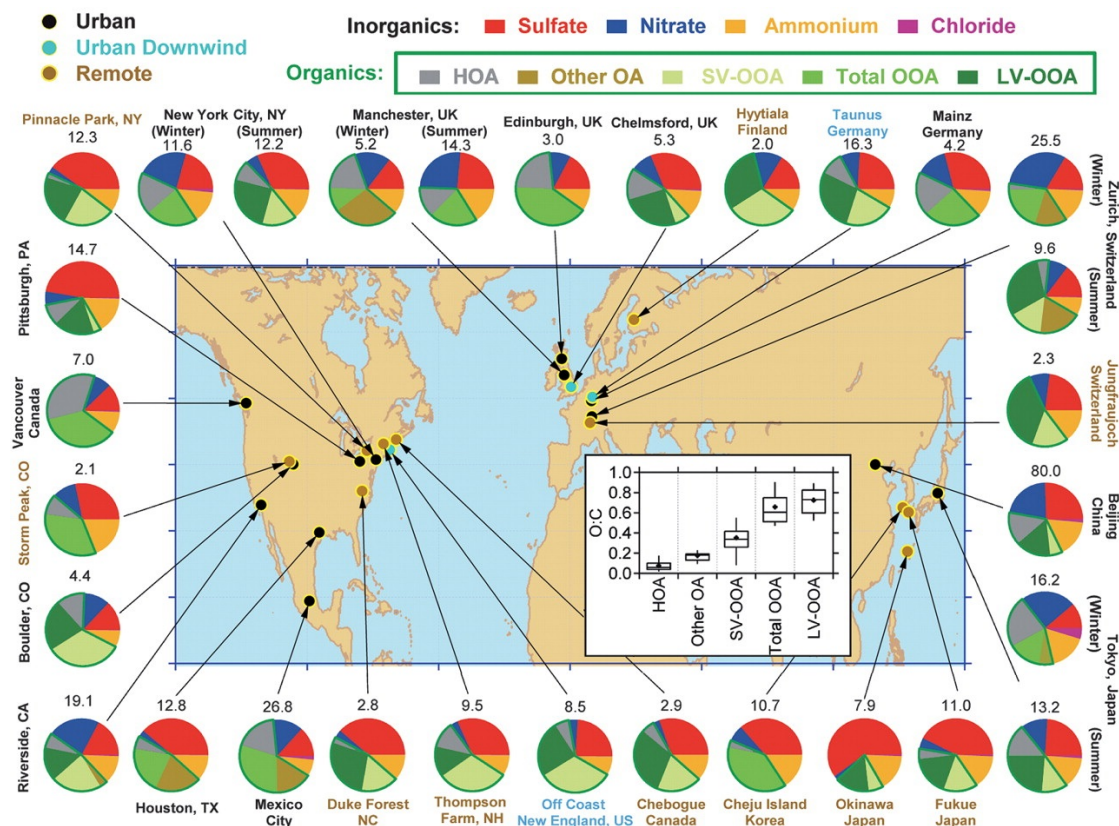 Urban
Urban Downwind
Remote
Inorganics: Sulfate Nitrate Ammonium Chloride
Organics: HOA Other OA SV-OOA Total OOA LV-OOA
Pinnacle Park, NY
12.3
New York City, NY
(Winter) (Summer)
11.6 12.2
Manchester, UK
(Winter) (Summer)
5.2 14.3
Edinburgh, UK
3.0
Chelmsford, UK
5.3
Hyytiala
Finland
2.0
Taunus
Germany
16.3
Mainz
Germany
4.2
25.5
Zurich, Switzerland
(Winter) (Summer)
9.6
Pittsburgh, PA
14.7
Vancouver
Canada
7.0
Jungfraujoch
Switzerland
2.3
Storm Peak, CO
2.1
Beijing
China
80.0
Boulder, CO
4.4
Tokyo, Japan
(Winter) (Summer)
16.2
13.2
O:C
1.0
0.8
0.6
0.4
0.2
0.0
HOA
Other OA
SV-OOA
Total OOA
LV-OOA
Riverside, CA
19.1
12.8
Houston, TX
26.8
Mexico
City
2.8
Duke Forest
NC
9.5
Thompson
Farm, NH
8.5
Off Coast
New England, US
2.9
Chebogue
Canada
10.7
Cheju Island
Korea
7.9
Okinawa
Japan
11.0
Fukue
Japan